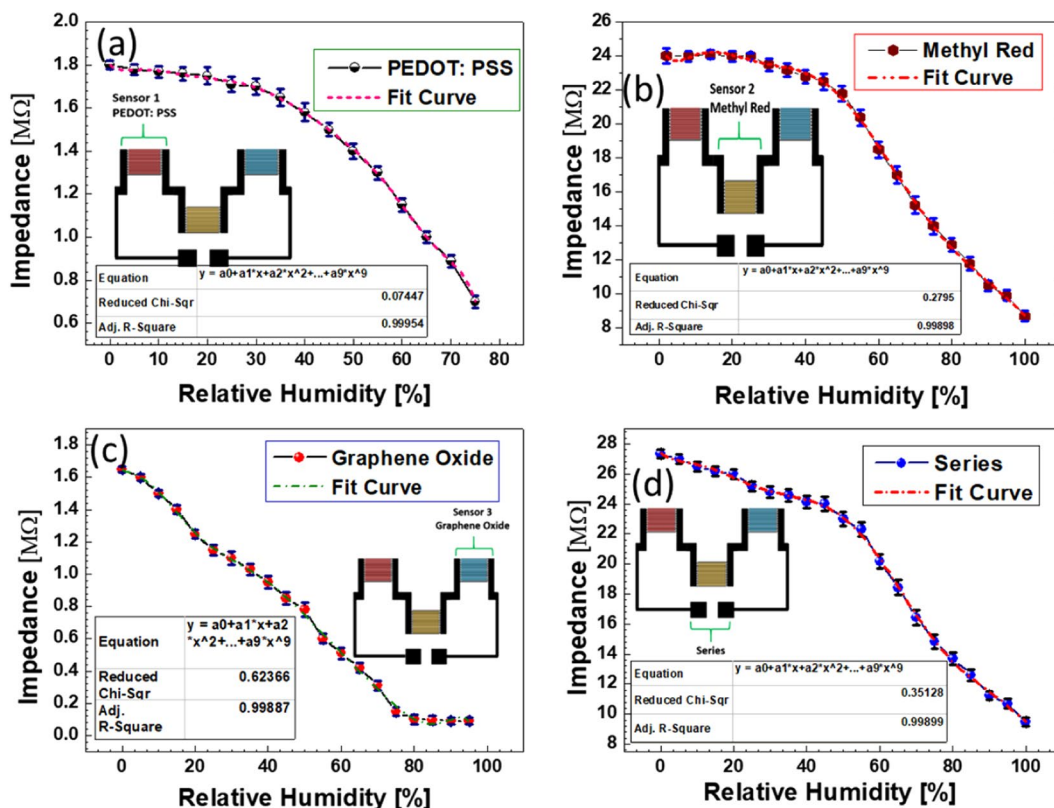 (a)
PEDOT: PSS
Fit Curve
Sensor 1
PEDOT: PSS
Impedance [MΩ]
2.0
1.8
1.6
1.4
1.2
1.0
0.8
0.6
Equation
y = a0+a1*x+a2*x^2+...+a9*x^9
Reduced Chi-Sqr
0.07447
Adj. R-Square
0.99954
0 10 20 30 40 50 60 70 80
Relative Humidity [%]
(b)
Methyl Red
Fit Curve
Sensor 2
Methyl Red
Impedance [MΩ]
26
24
22
20
18
16
14
12
10
8
Equation
y = a0+a1*x+a2*x^2+...+a9*x^9
Reduced Chi-Sqr
0.2795
Adj. R-Square
0.99898
0 20 40 60 80 100
Relative Humidity [%]
(c)
Graphene Oxide
Fit Curve
Sensor 3
Graphene Oxide
Impedance [MΩ]
1.8
1.6
1.4
1.2
1.0
0.8
0.6
0.4
0.2
0.0
Equation
y = a0+a1*x+a2
*x^2+...+a9*x^9
Reduced
Chi-Sqr
0.62366
Adj.
R-Square
0.99887
0 20 40 60 80 100
Relative Humidity [%]
(d)
Series
Fit Curve
Impedance [MΩ]
28
26
24
22
20
18
16
14
12
10
8
Series
Equation
y = a0+a1*x+a2*x^2+...+a9*x^9
Reduced Chi-Sqr
0.35128
Adj. R-Square
0.99899
0 20 40 60 80 100
Relative Humidity [%]